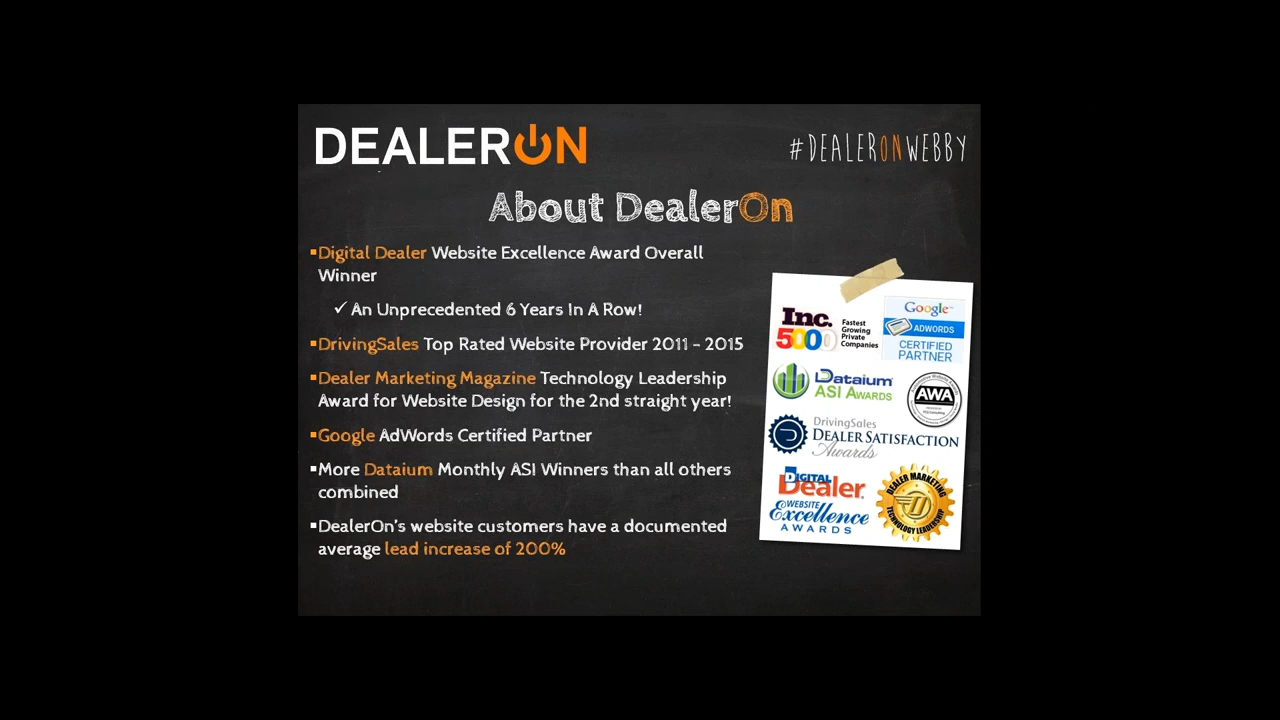 DEALERON
#DEALERONWEBBY
About DealerOn
▪Digital Dealer Website Excellence Award Overall
Winner
✓ An Unprecedented 6 Years In A Row!
▪DrivingSales Top Rated Website Provider 2011 – 2015
▪Dealer Marketing Magazine Technology Leadership
Award for Website Design for the 2nd straight year!
▪Google AdWords Certified Partner
▪More Dataium Monthly ASI Winners than all others
combined
▪DealerOn's website customers have a documented
average lead increase of 200%
Inc.
5000
Fastest
Growing
Private
Companies
Google
ADWORDS
CERTIFIED
PARTNER
Dataium
ASI AWARDS
AWA
DrivingSales
DEALER SATISFACTION
Awards
DIGITAL
Dealer
WEBSITE
Excellence
AWARDS
DEALER MARKETING
TECHNOLOGY LEADERSHIP